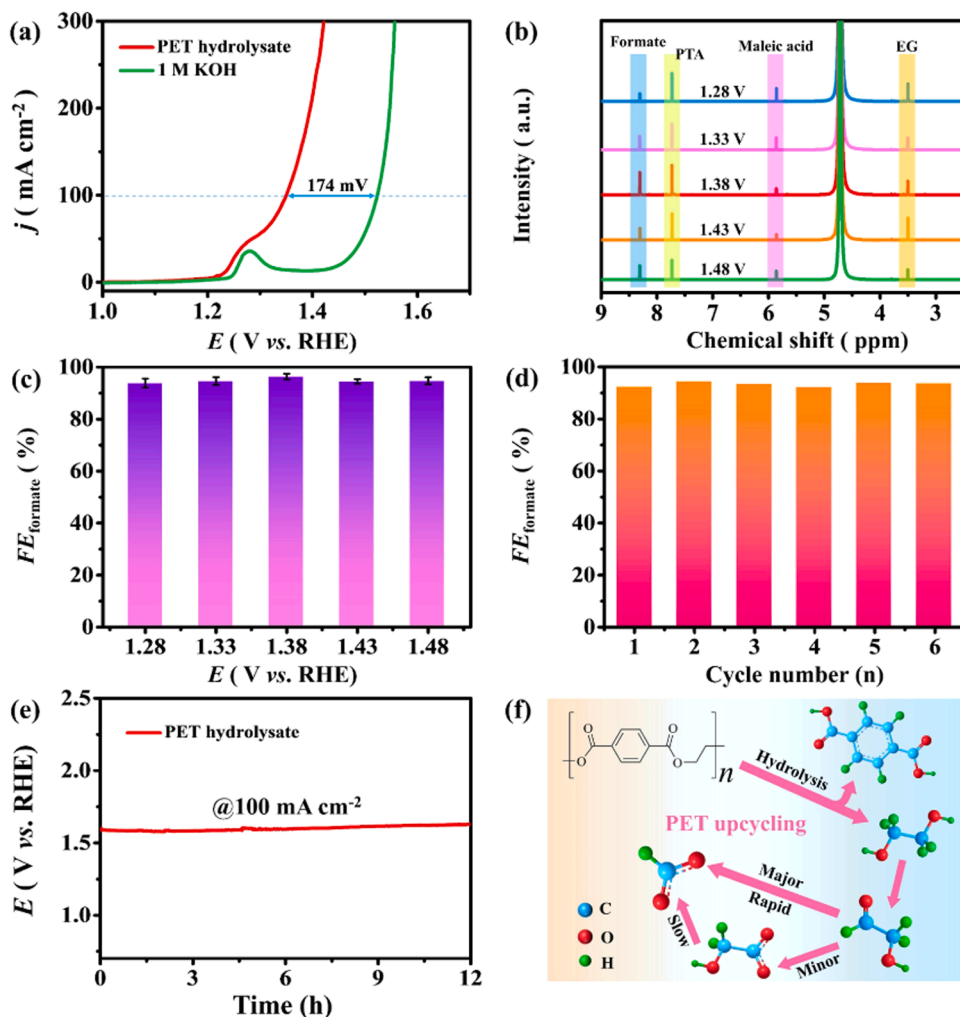 (a)
300
200
100
0
j ( mA cm-2)
PET hydrolysate
1 M KOH
174 mV
1.0 1.2 1.4 1.6
E ( V vs. RHE)
(b)
Intensity ( a.u.)
Formate PTA Maleic acid EG
1.28 V
1.33 V
1.38 V
1.43 V
1.48 V
9 8 7 6 5 4 3
Chemical shift ( ppm)
(c)
100
80
60
40
20
0
FEformate ( %)
1.28 1.33 1.38 1.43 1.48
E ( V vs. RHE)
(d)
100
80
60
40
20
0
FEformate ( %)
1 2 3 4 5 6
Cycle number (n)
(e)
2.5
2.0
1.5
1.0
E ( V vs. RHE)
PET hydrolysate
@100 mA cm-2
0 3 6 9 12
Time (h)
(f)
O
O
O
O
n
Hydrolysis
PET upcycling
Major
Rapid
Slow
Minor
C
O
H